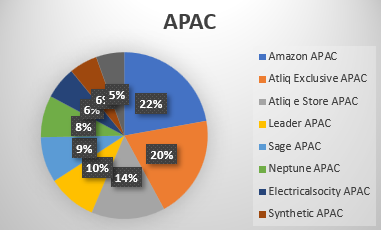 APAC
22%
20%
14%
10%
9%
8%
6%
6%
5%
Amazon APAC
Atliq Exclusive APAC
Atliq e Store APAC
Leader APAC
Sage APAC
Neptune APAC
Electricalsocity APAC
Synthetic APAC